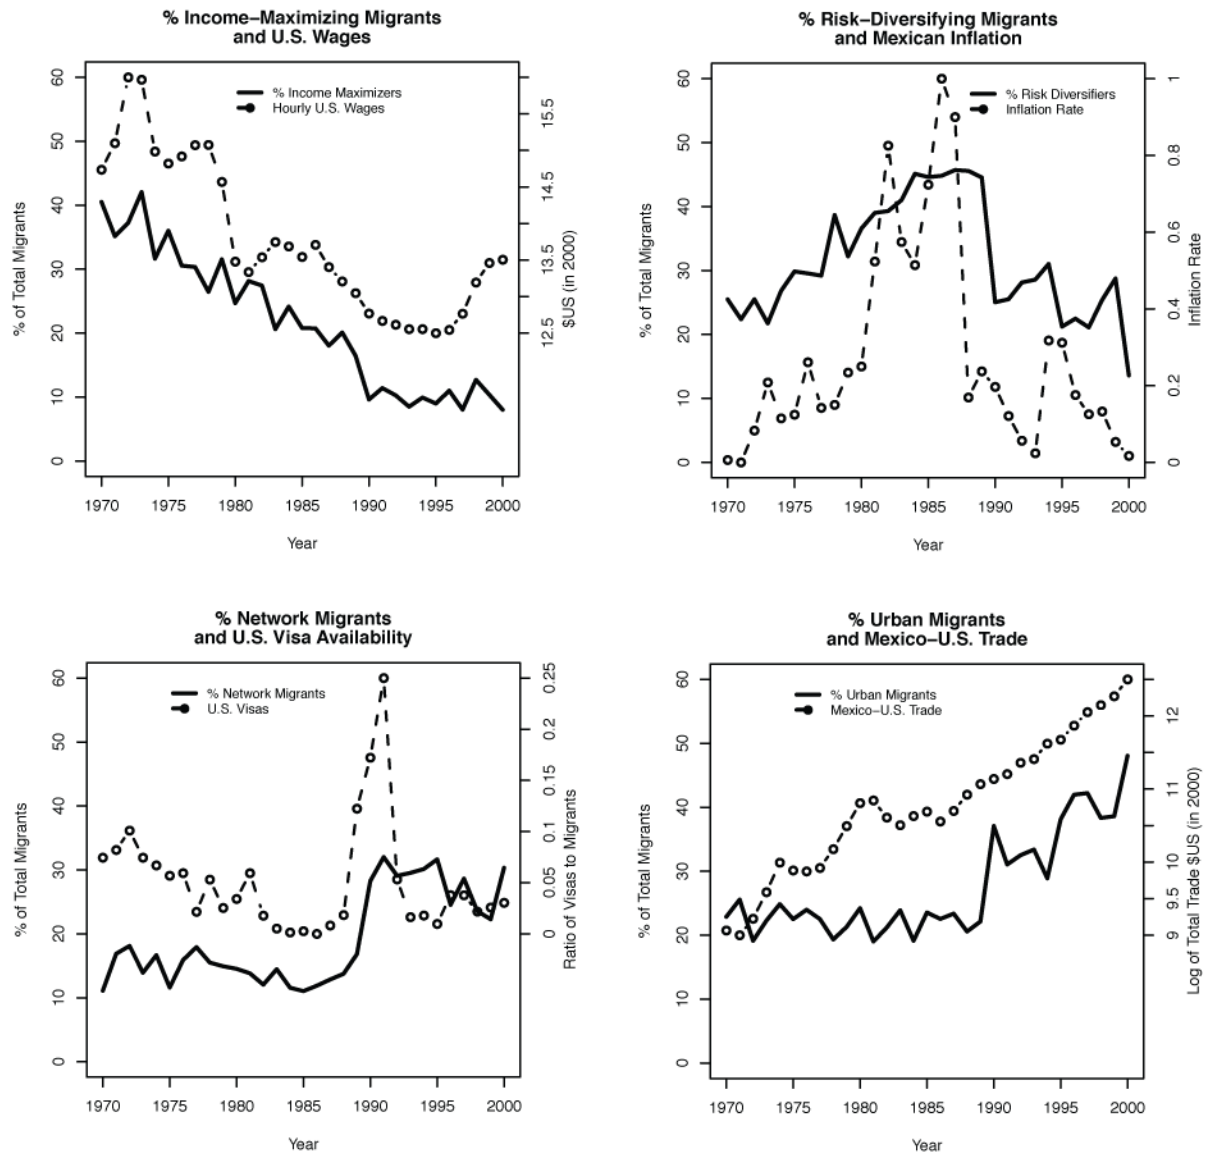 % Income–Maximizing Migrants
and U.S. Wages
% Income Maximizers
Hourly U.S. Wages
% of Total Migrants
0
10
20
30
40
50
60
$US (in 2000)
12.5
13.5
14.5
15.5
1970
1975
1980
1985
1990
1995
2000
Year
% Risk–Diversifying Migrants
and Mexican Inflation
% Risk Diversifiers
Inflation Rate
% of Total Migrants
0
10
20
30
40
50
60
Inflation Rate
0
0.2
0.4
0.6
0.8
1
1970
1975
1980
1985
1990
1995
2000
Year
% Network Migrants
and U.S. Visa Availability
% Network Migrants
U.S. Visas
% of Total Migrants
0
10
20
30
40
50
60
Ratio of Visas to Migrants
0
0.05
0.1
0.15
0.2
0.25
1970
1975
1980
1985
1990
1995
2000
Year
% Urban Migrants
and Mexico–U.S. Trade
% Urban Migrants
Mexico–U.S. Trade
% of Total Migrants
0
10
20
30
40
50
60
Log of Total Trade $US (in 2000)
9
9.5
10
11
12
1970
1975
1980
1985
1990
1995
2000
Year